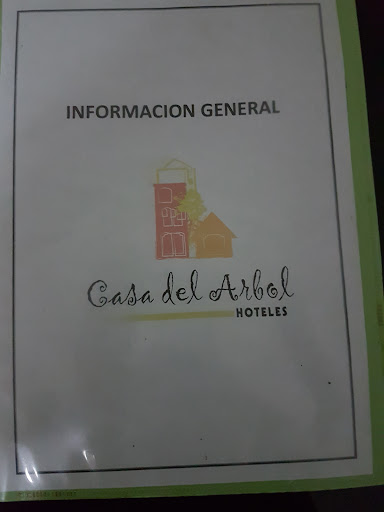 INFORMACION GENERAL
Casa del Arbol
HOTELES